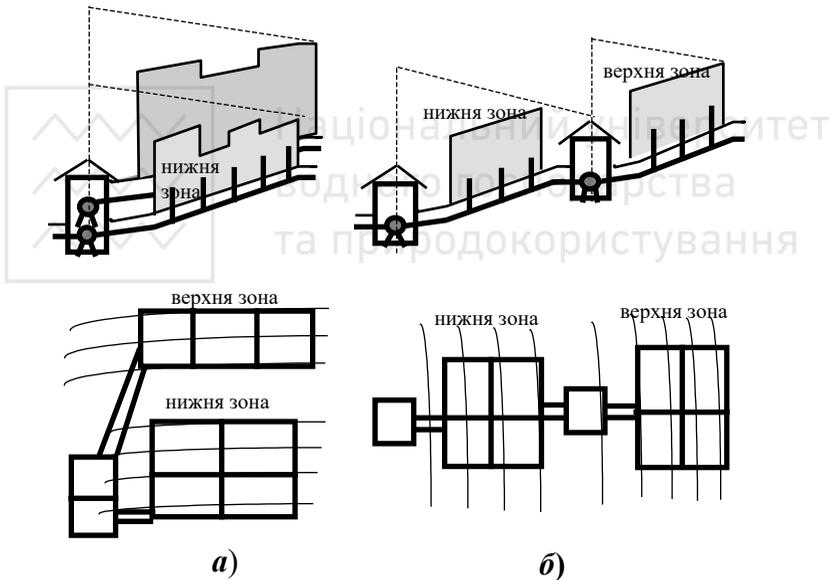 верхня зона
нижня зона
Національний університет
водного господарства
та природокористування
нижня
зона
верхня зона
нижня зона
нижня зона
верхня зона
а)
б)